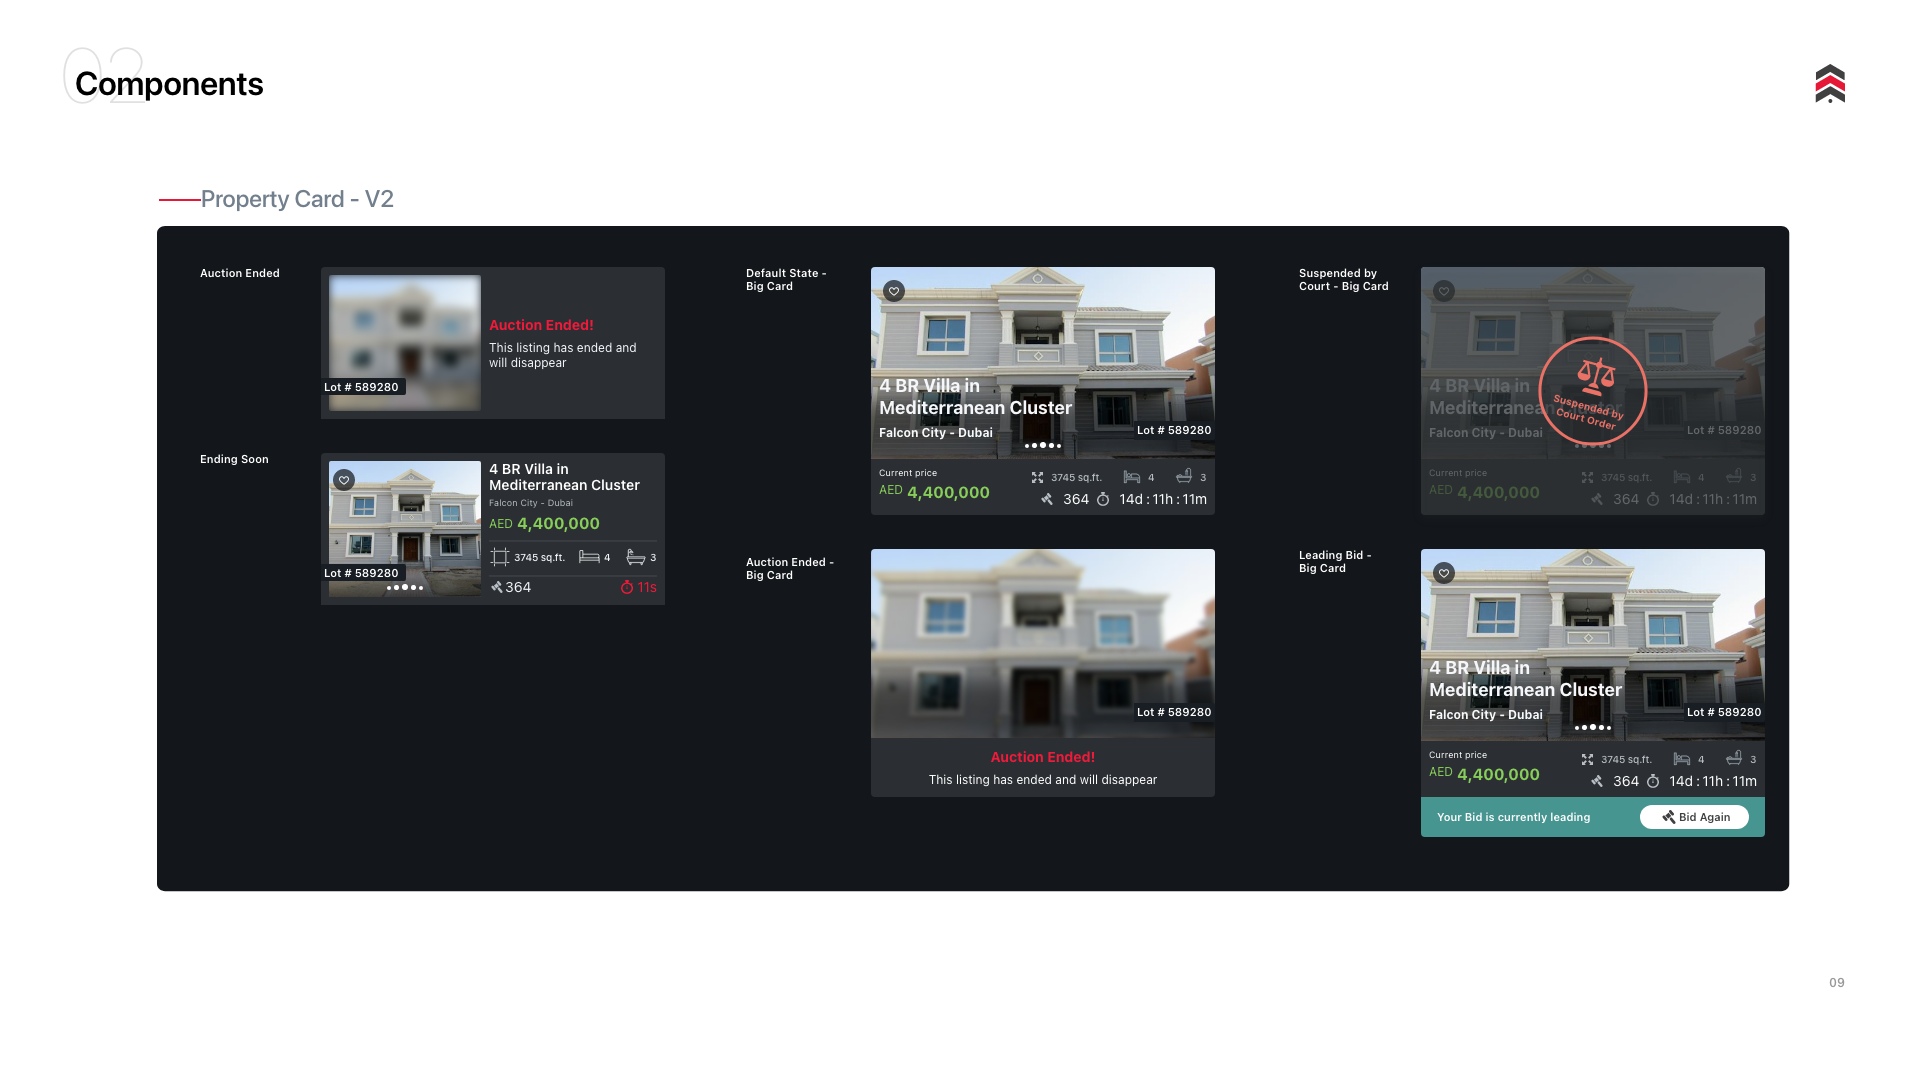 02
Components
Property Card - V2
Auction Ended
Auction Ended!
This listing has ended and
will disappear
Lot # 589280
Ending Soon
4 BR Villa in
Mediterranean Cluster
Falcon City - Dubai
AED 4,400,000
3745 sq.ft. 4 3
Lot # 589280
364 11s
Default State -
Big Card
4 BR Villa in
Mediterranean Cluster
Falcon City - Dubai
Lot # 589280
Current price
3745 sq.ft. 4 3
AED 4,400,000
364 14d : 11h : 11m
Auction Ended -
Big Card
Lot # 589280
Auction Ended!
This listing has ended and will disappear
Suspended by
Court - Big Card
4 BR Villa in
Mediterranean Cluster
Suspended by
Court Order
Falcon City - Dubai
Lot # 589280
Current price
3745 sq.ft. 4 3
AED 4,400,000
364 14d : 11h : 11m
Leading Bid -
Big Card
4 BR Villa in
Mediterranean Cluster
Falcon City - Dubai
Lot # 589280
Current price
3745 sq.ft. 4 3
AED 4,400,000
364 14d : 11h : 11m
Your Bid is currently leading
Bid Again
09